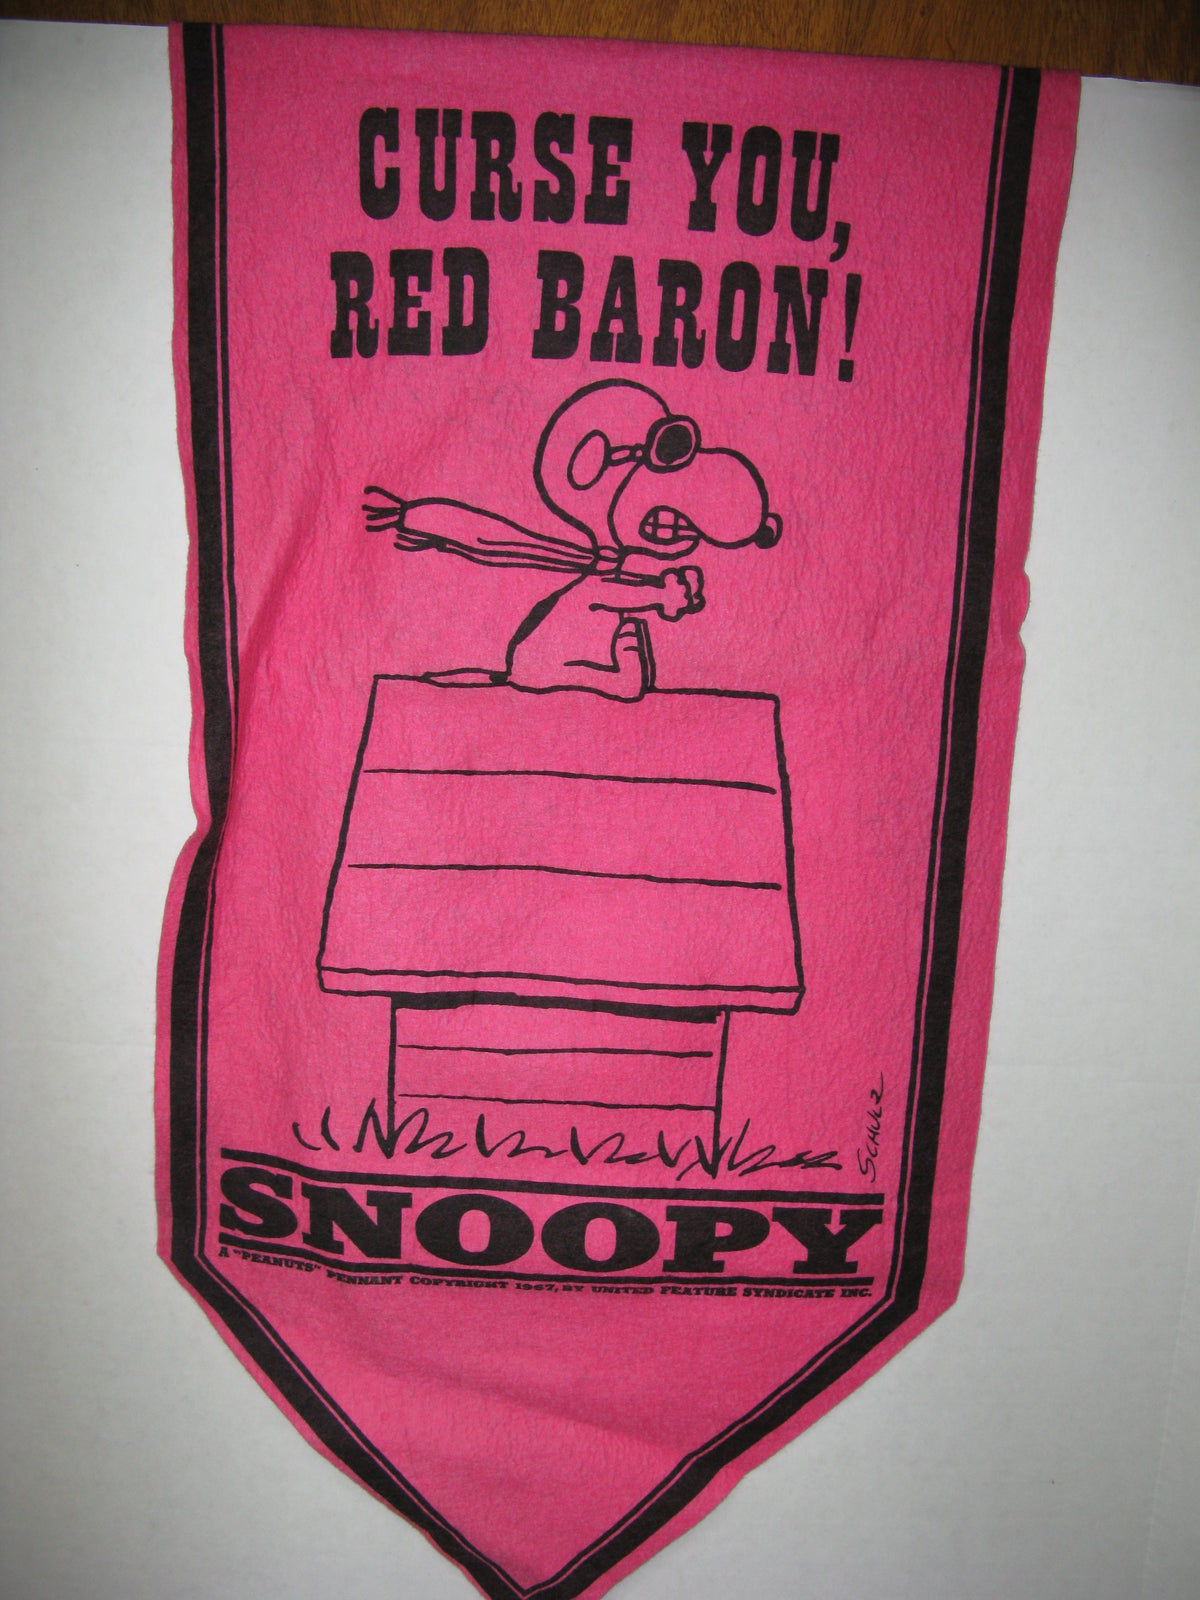 CURSE YOU,
RED BARON!
SCHULZ
SNOOPY
A "PEANUTS" PENNANT COPYRIGHT 1967, BY UNITED FEATURE SYNDICATE INC.